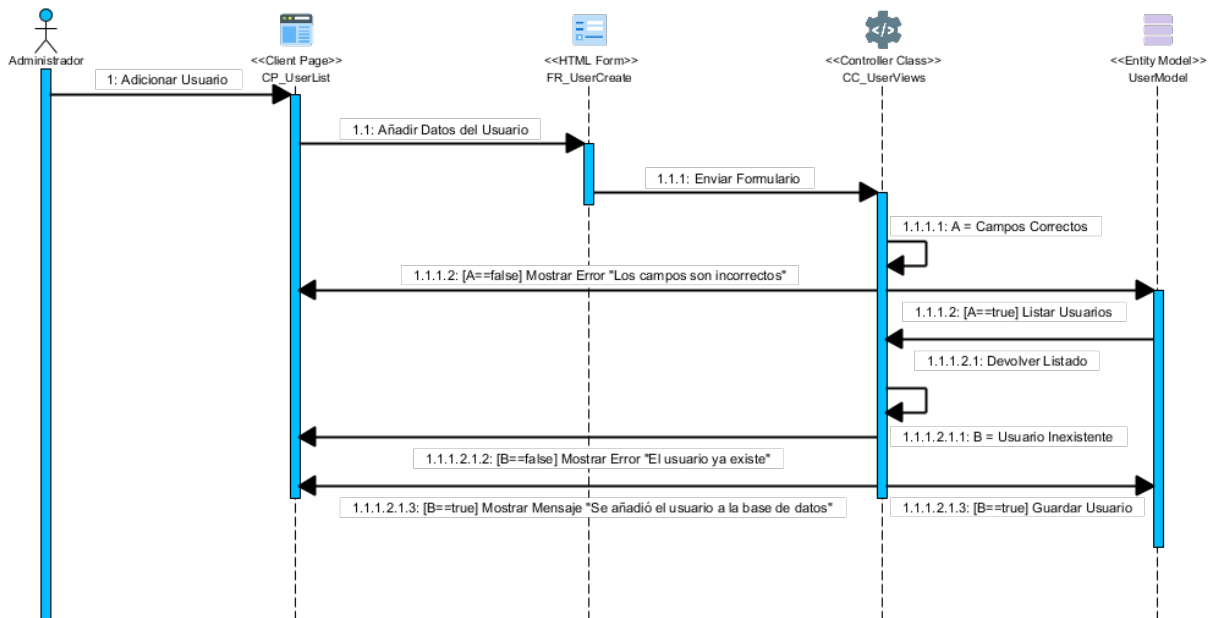 Administrador
<<Client Page>>
CP_UserList
<<HTML Form>>
FR_UserCreate
<<Controller Class>>
CC_UserViews
<<Entity Model>>
UserModel
1: Adicionar Usuario
1.1: Añadir Datos del Usuario
1.1.1: Enviar Formulario
1.1.1.1: A = Campos Correctos
1.1.1.2: [A==false] Mostrar Error "Los campos son incorrectos"
1.1.1.2: [A==true] Listar Usuarios
1.1.1.2.1: Devolver Listado
1.1.1.2.1.1: B = Usuario Inexistente
1.1.1.2.1.2: [B==false] Mostrar Error "El usuario ya existe"
1.1.1.2.1.3: [B==true] Mostrar Mensaje "Se añadió el usuario a la base de datos"
1.1.1.2.1.3: [B==true] Guardar Usuario